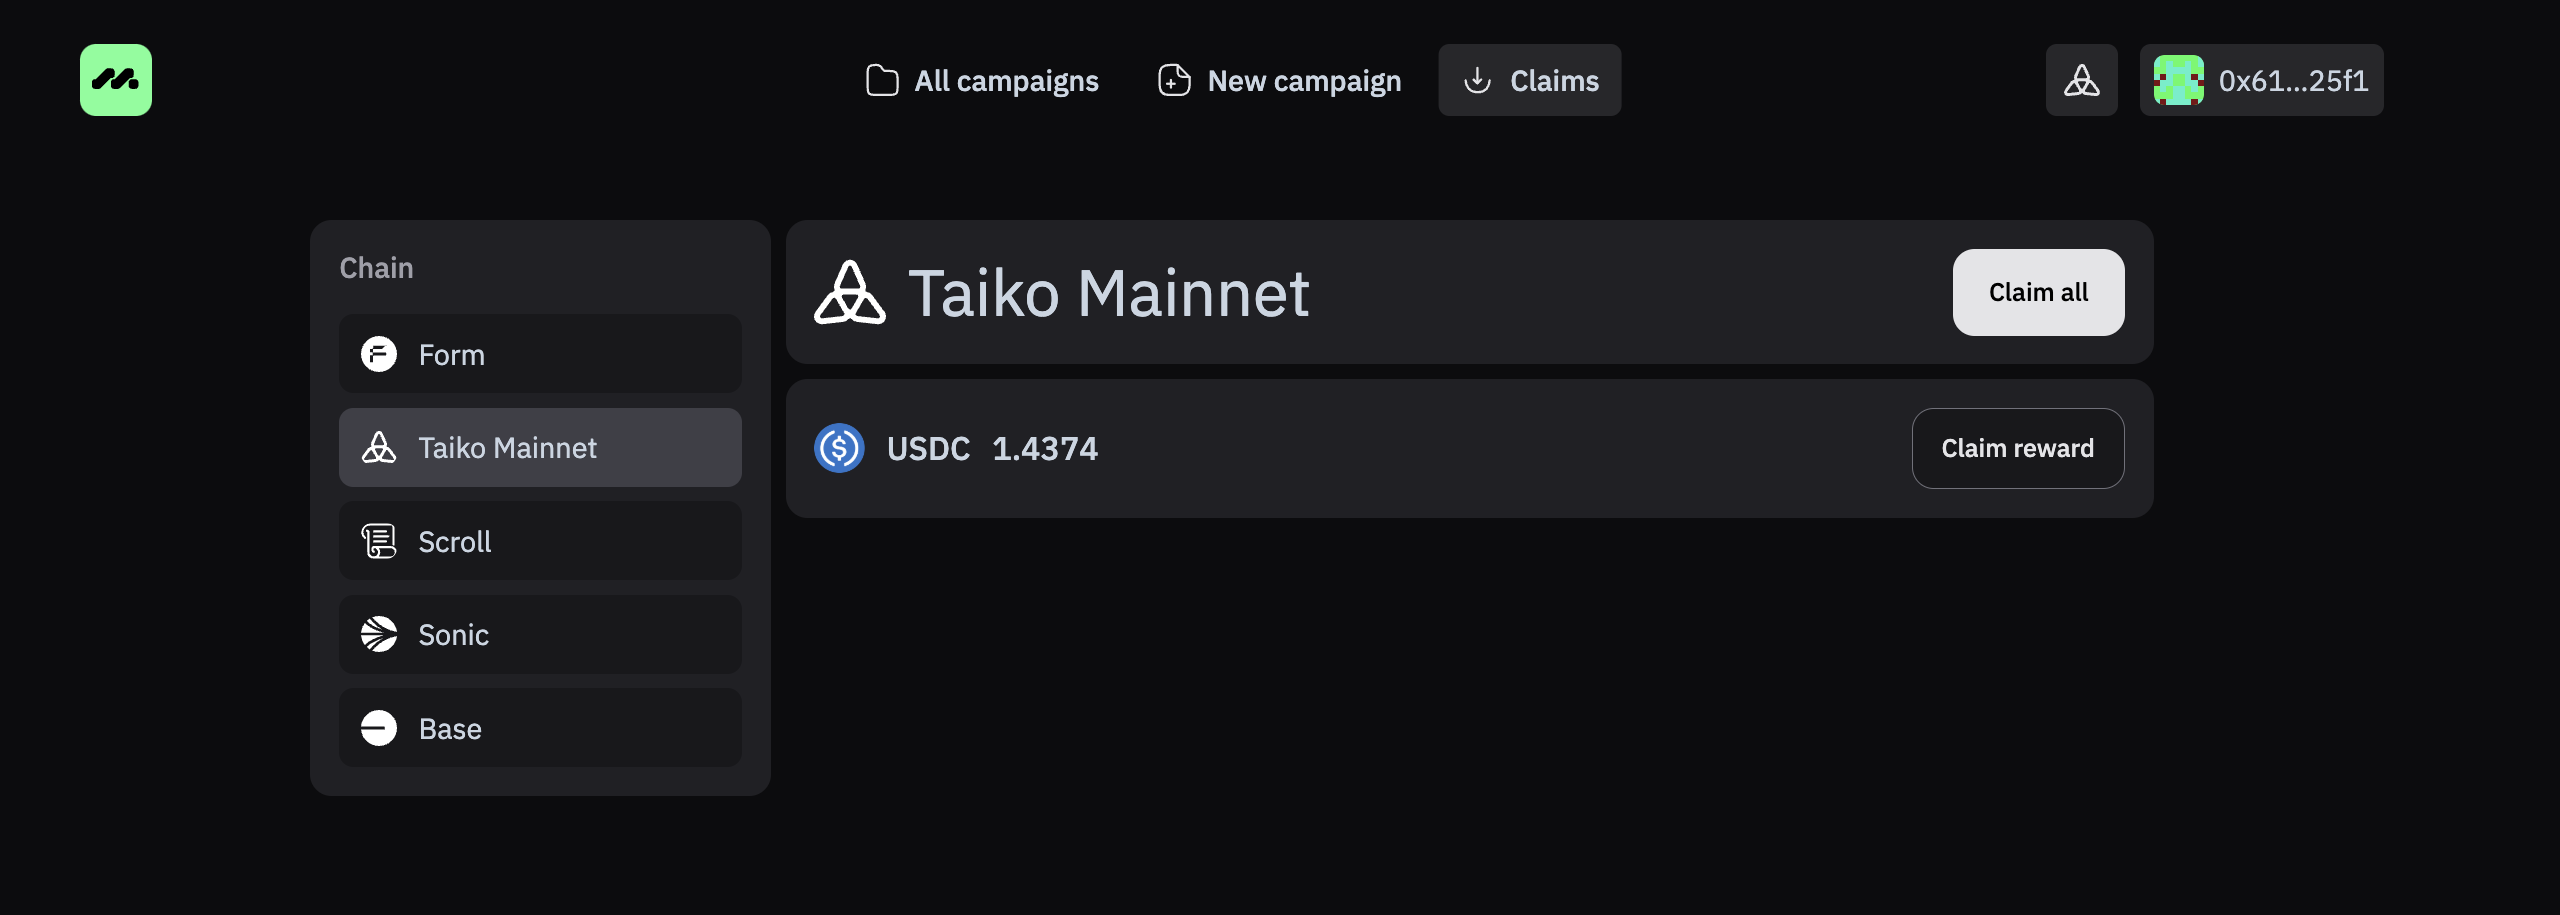 All campaigns
New campaign
Claims
0x61...25f1
Chain
Form
Taiko Mainnet
Scroll
Sonic
Base
Taiko Mainnet
Claim all
USDC 1.4374
Claim reward